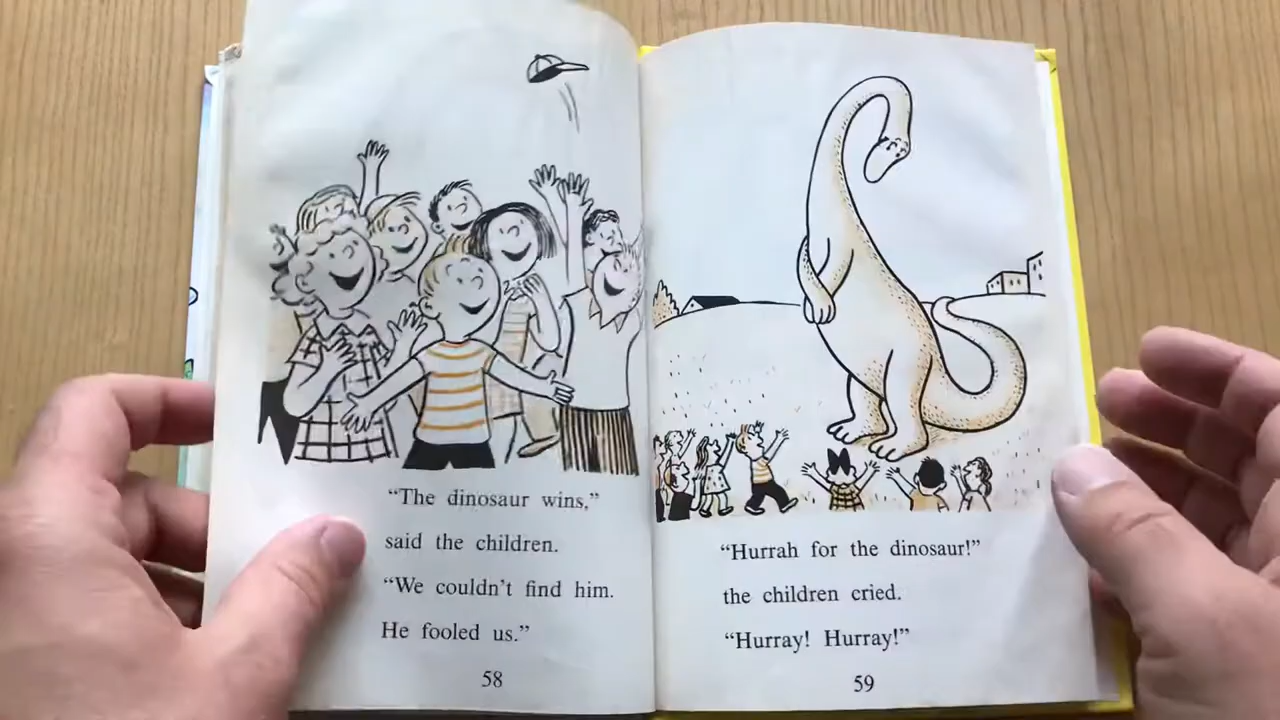 “The dinosaur wins,”
said the children.
“We couldn’t find him.
He fooled us.”
58
“Hurrah for the dinosaur!”
the children cried.
“Hurray! Hurray!”
59